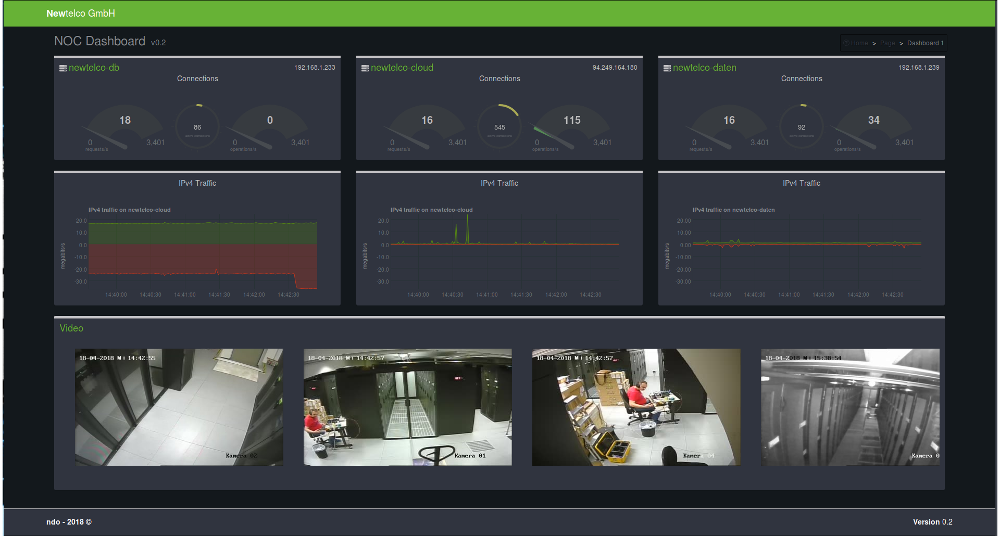 Newtelco GmbH
NOC Dashboard v0.2
Home > Page > Dashboard 1
newtelco-db 192.168.1.233
Connections
18
86
0
0 3,401
requests/s
0 3,401
operations/s
newtelco-cloud 94.249.164.180
Connections
16
545
115
0 3,401
requests/s
0 3,401
operations/s
newtelco-daten 192.168.1.239
Connections
16
92
34
0 3,401
requests/s
0 3,401
operations/s
IPv4 Traffic
IPv4 traffic on newtelco-cloud
20.0
10.0
0.0
-10.0
-20.0
-30.0
megabits/s
14:40:00 14:40:30 14:41:00 14:41:30 14:42:00 14:42:30
IPv4 Traffic
IPv4 traffic on newtelco-cloud
20.0
10.0
0.0
-10.0
-20.0
-30.0
megabits/s
14:40:00 14:40:30 14:41:00 14:41:30 14:42:00 14:42:30
IPv4 Traffic
IPv4 traffic on newtelco-daten
20.0
10.0
0.0
-10.0
-20.0
-30.0
megabits/s
14:40:00 14:40:30 14:41:00 14:41:30 14:42:00 14:42:30
Video
18-04-2018 Mi 14:42:55
Kamera 02
18-04-2018 Mi 14:42:57
Kamera 01
18-04-2018 Mi 14:42:57
Kamera
18-04-2018 Mi 15:38:54
Kamera 0
ndo - 2018 ©
Version 0.2